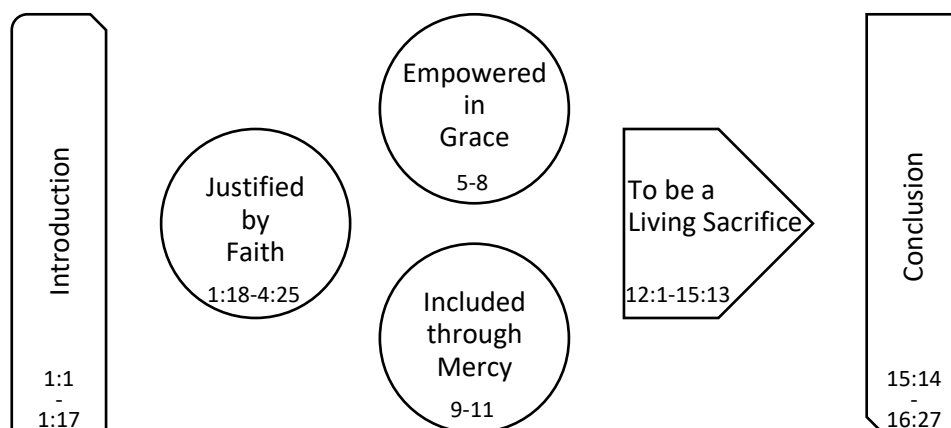 Introduction
1:1
-
1:17
Justified
by
Faith
1:18-4:25
Empowered
in
Grace
5-8
Included
through
Mercy
9-11
To be a
Living Sacrifice
12:1-15:13
Conclusion
15:14
-
16:27